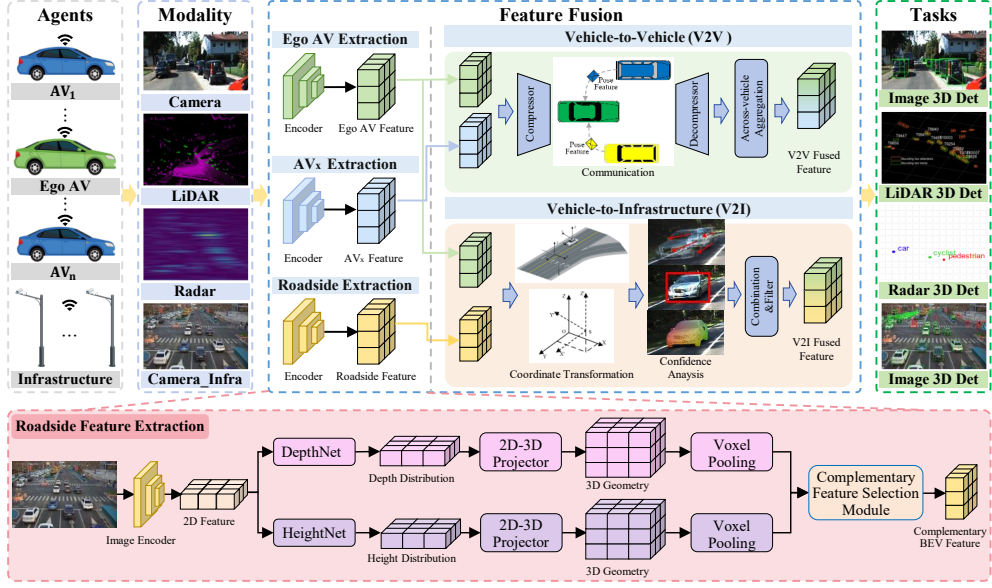 Agents
AV1
Ego AV
AVn
...
Infrastructure
Modality
Camera
LiDAR
Radar
Camera_Infra
Feature Fusion
Ego AV Extraction
Encoder
Ego AV Feature
AVx Extraction
Encoder
AVx Feature
Roadside Extraction
Encoder
Roadside Feature
Vehicle-to-Vehicle (V2V )
Compressor
Pose
Feature
Pose
Feature
Communication
Decompressor
Across-vehicle
Aggregation
V2V Fused
Feature
Vehicle-to-Infrastructure (V2I)
Coordinate Transformation
Confidence
Anaysis
Combination
&Filter
V2I Fused
Feature
Tasks
Image 3D Det
LiDAR 3D Det
car
cyclist
pedestrian
Radar 3D Det
Image 3D Det
Roadside Feature Extraction
Image Encoder
2D Feature
DepthNet
Depth Distribution
2D-3D
Projector
3D Geometry
Voxel
Pooling
HeightNet
Height Distribution
2D-3D
Projector
3D Geometry
Voxel
Pooling
Complementary
Feature Selection
Module
Complementary
BEV Feature